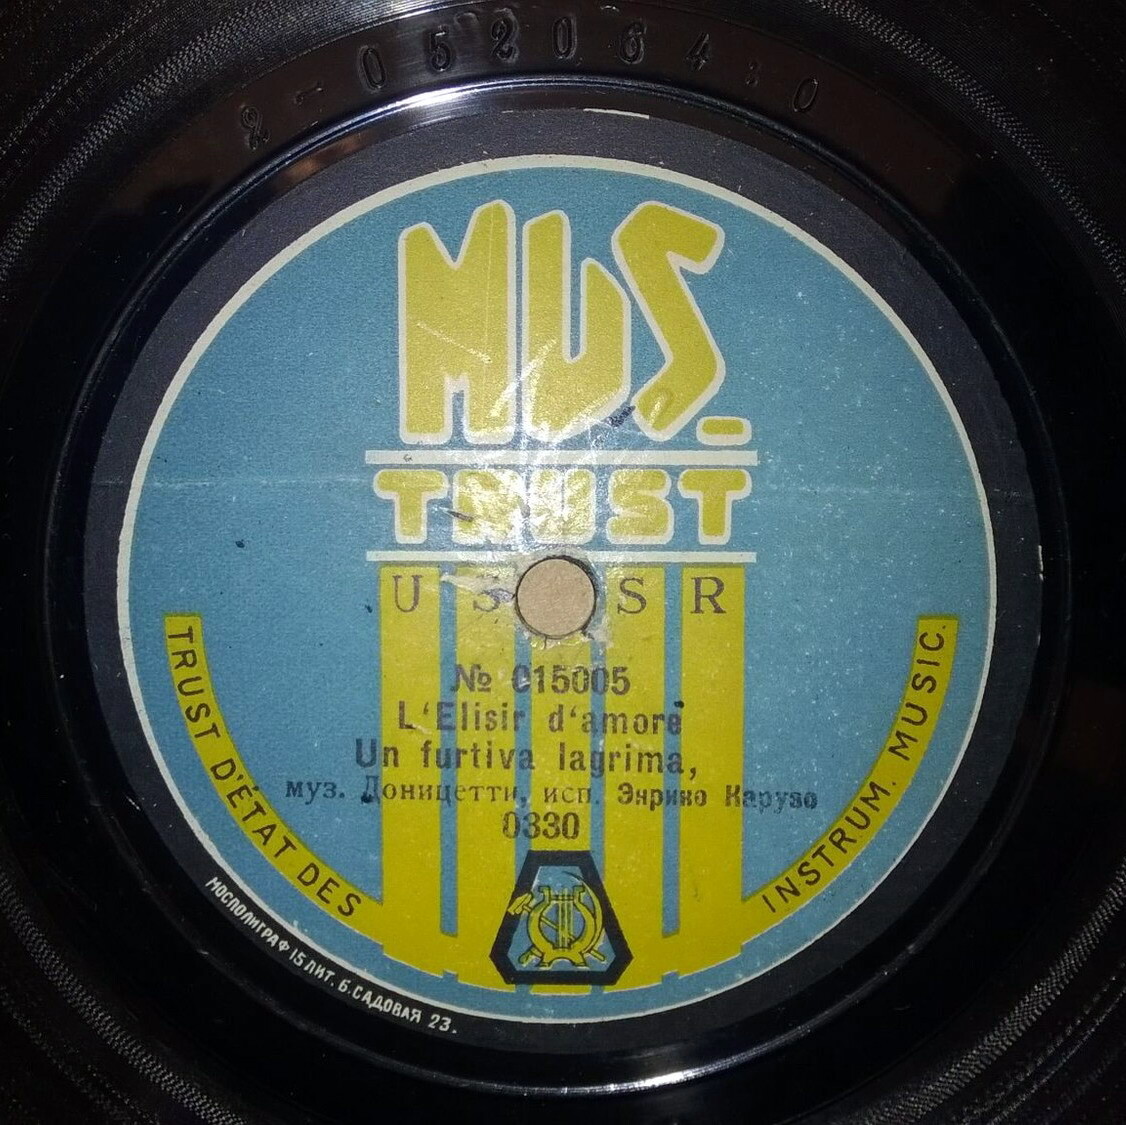 2-052064:0
MUS.
TRUST
U S S R
№ 015005
L'Elisir d'amore
Un furtiva lagrima,
муз. Доницетти, исп. Энрико Карузо
0330
TRUST D'ÉTAT DES INSTRUM. MUSIC.
МОСПОЛИГРАФ 15 ЛИТ. Б. САДОВАЯ 23.